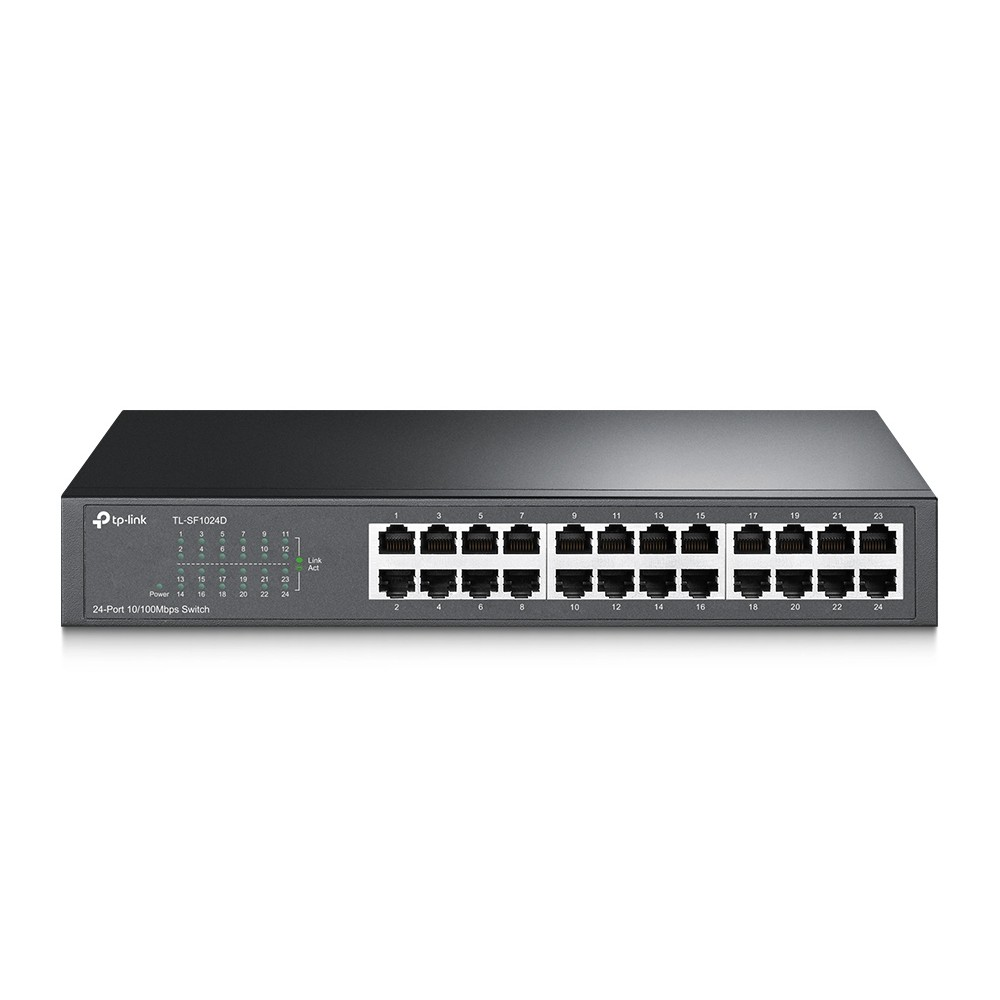 tp-link
TL-SF1024D
1 3 5 7 9 11
2 4 6 8 10 12
Link
Act
13 15 17 19 21 23
Power 14 16 18 20 22 24
24-Port 10/100Mbps Switch
1 3 5 7 9 11 13 15 17 19 21 23
2 4 6 8 10 12 14 16 18 20 22 24